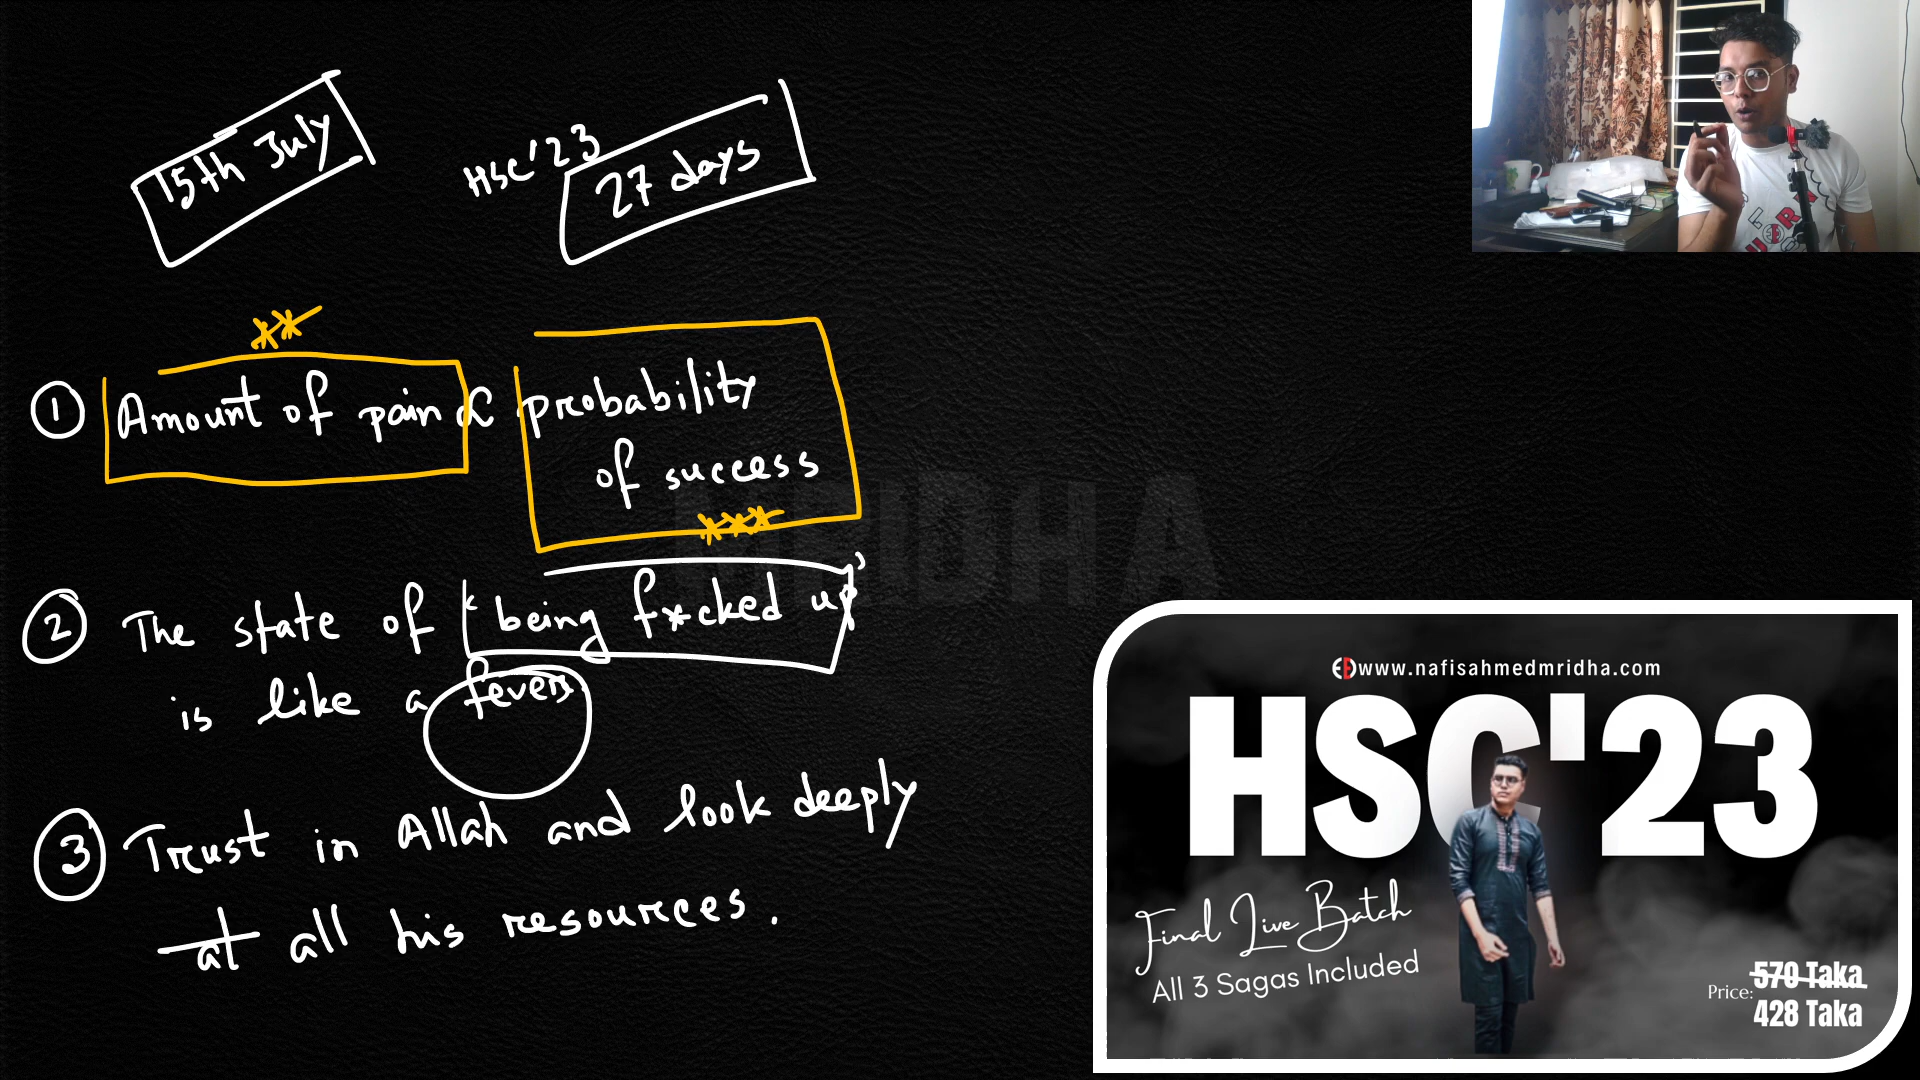 15th July
HSC'23
27 days
**
① Amount of pain ∝ probability
of success
***
MRIDHA
② The state of 'being f*cked up'
is like a fever.
③ Trust in Allah and look deeply
at all his resources.
www.nafisahmedmridha.com
HSC'23
Final Live Batch
All 3 Sagas Included
570 Taka
Price:
428 Taka